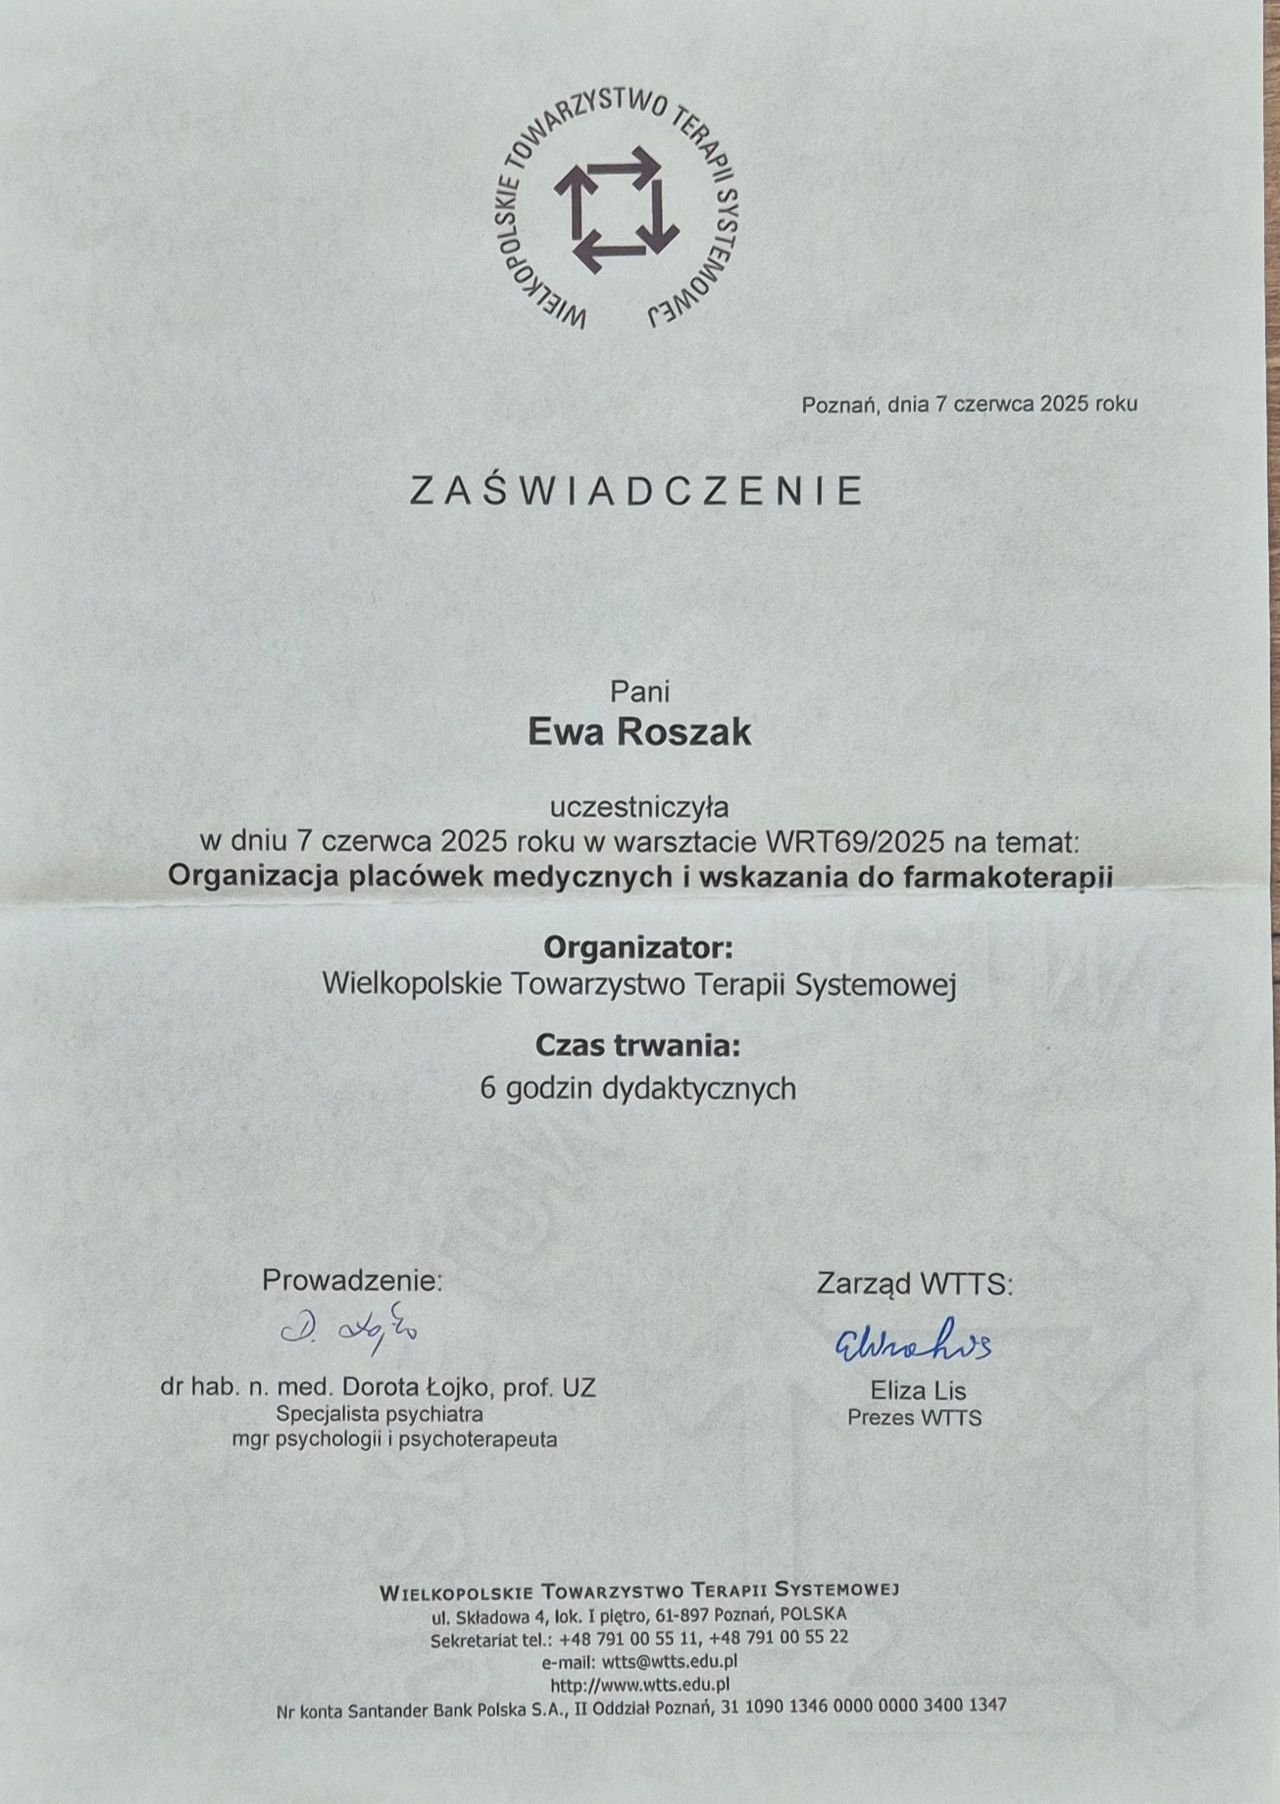 WIELKOPOLSKIE TOWARZYSTWO TERAPII SYSTEMOWEJ
Poznań, dnia 7 czerwca 2025 roku
ZAŚWIADCZENIE
Pani
Ewa Roszak
uczestniczyła
w dniu 7 czerwca 2025 roku w warsztacie WRT69/2025 na temat:
Organizacja placówek medycznych i wskazania do farmakoterapii
Organizator:
Wielkopolskie Towarzystwo Terapii Systemowej
Czas trwania:
6 godzin dydaktycznych
Prowadzenie:
D. Łojko
dr hab. n. med. Dorota Łojko, prof. UZ
Specjalista psychiatra
mgr psychologii i psychoterapeuta
Zarząd WTTS:
Eliza Lis
Prezes WTTS
WIELKOPOLSKIE TOWARZYSTWO TERAPII SYSTEMOWEJ
ul. Składowa 4, lok. I piętro, 61-897 Poznań, POLSKA
Sekretariat tel.: +48 791 00 55 11, +48 791 00 55 22
e-mail: wtts@wtts.edu.pl
http://www.wtts.edu.pl
Nr konta Santander Bank Polska S.A., II Oddział Poznań, 31 1090 1346 0000 0000 3400 1347